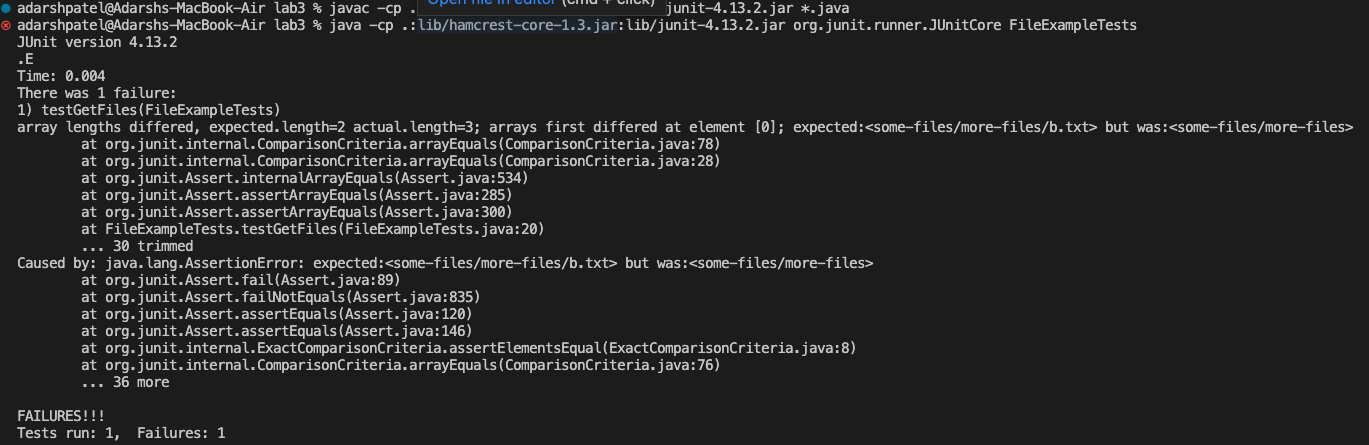 adarshpatel@Adarshs-MacBook-Air lab3 % javac -cp . Open file in editor (cmd + click) junit-4.13.2.jar *.java
adarshpatel@Adarshs-MacBook-Air lab3 % java -cp .:lib/hamcrest-core-1.3.jar:lib/junit-4.13.2.jar org.junit.runner.JUnitCore FileExampleTests
JUnit version 4.13.2
.E
Time: 0.004
There was 1 failure:
1) testGetFiles(FileExampleTests)
array lengths differed, expected.length=2 actual.length=3; arrays first differed at element [0]; expected:<some-files/more-files/b.txt> but was:<some-files/more-files>
at org.junit.internal.ComparisonCriteria.arrayEquals(ComparisonCriteria.java:78)
at org.junit.internal.ComparisonCriteria.arrayEquals(ComparisonCriteria.java:28)
at org.junit.Assert.internalArrayEquals(Assert.java:534)
at org.junit.Assert.assertArrayEquals(Assert.java:285)
at org.junit.Assert.assertArrayEquals(Assert.java:300)
at FileExampleTests.testGetFiles(FileExampleTests.java:20)
... 30 trimmed
Caused by: java.lang.AssertionError: expected:<some-files/more-files/b.txt> but was:<some-files/more-files>
at org.junit.Assert.fail(Assert.java:89)
at org.junit.Assert.failNotEquals(Assert.java:835)
at org.junit.Assert.assertEquals(Assert.java:120)
at org.junit.Assert.assertEquals(Assert.java:146)
at org.junit.internal.ExactComparisonCriteria.assertElementsEqual(ExactComparisonCriteria.java:8)
at org.junit.internal.ComparisonCriteria.arrayEquals(ComparisonCriteria.java:76)
... 36 more
FAILURES!!!
Tests run: 1,  Failures: 1